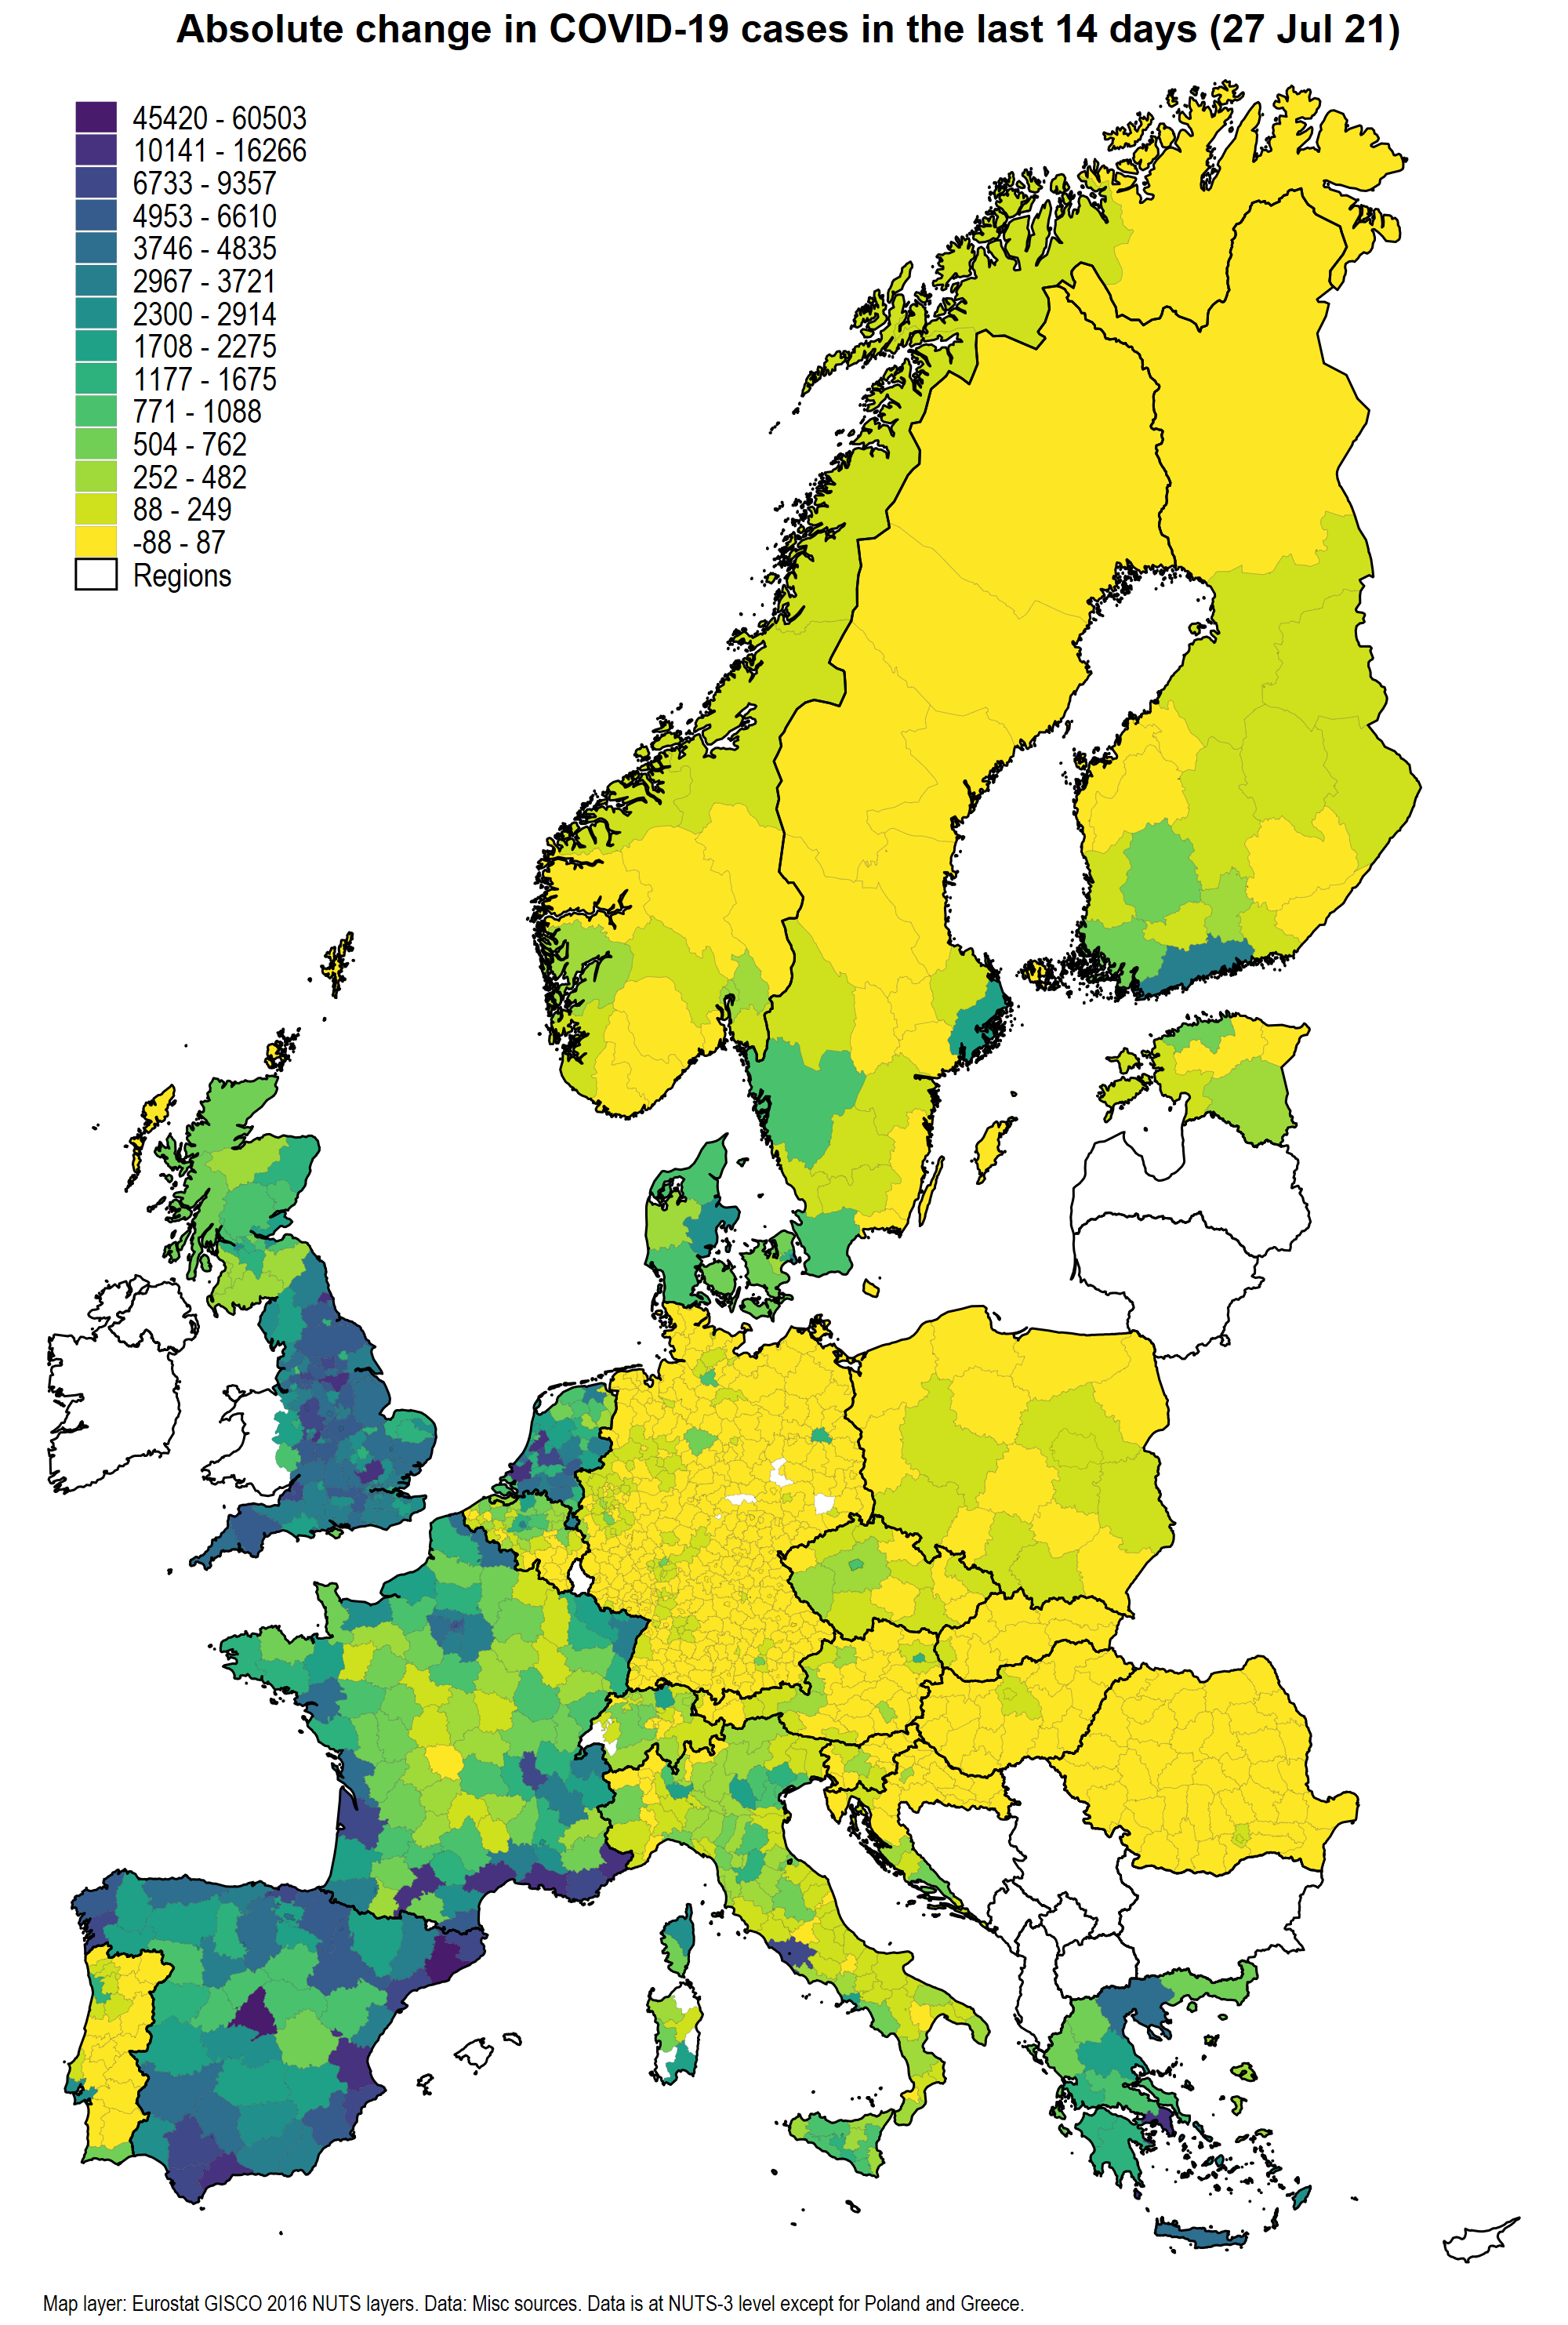 Absolute change in COVID-19 cases in the last 14 days (27 Jul 21)
45420 - 60503
10141 - 16266
6733 - 9357
4953 - 6610
3746 - 4835
2967 - 3721
2300 - 2914
1708 - 2275
1177 - 1675
771 - 1088
504 - 762
252 - 482
88 - 249
-88 - 87
Regions
Map layer: Eurostat GISCO 2016 NUTS layers. Data: Misc sources. Data is at NUTS-3 level except for Poland and Greece.